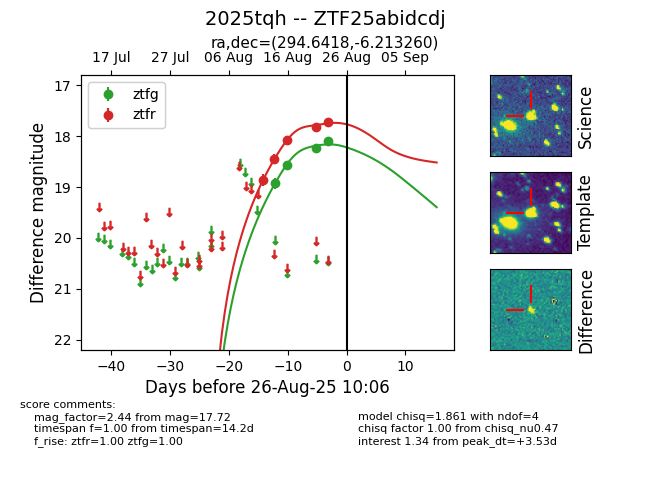 2025tqh -- ZTF25abidcdj
ra,dec=(294.6418,-6.213260)
17 Jul 27 Jul 06 Aug 16 Aug 26 Aug 05 Sep
ztfg
ztfr
17
18
19
20
21
22
Difference magnitude
−40 −30 −20 −10 0 10
Days before 26-Aug-25 10:06
Science
Template
Difference
score comments:
mag_factor=2.44 from mag=17.72
timespan f=1.00 from timespan=14.2d
f_rise: ztfr=1.00 ztfg=1.00
model chisq=1.861 with ndof=4
chisq factor 1.00 from chisq_nu0.47
interest 1.34 from peak_dt=+3.53d